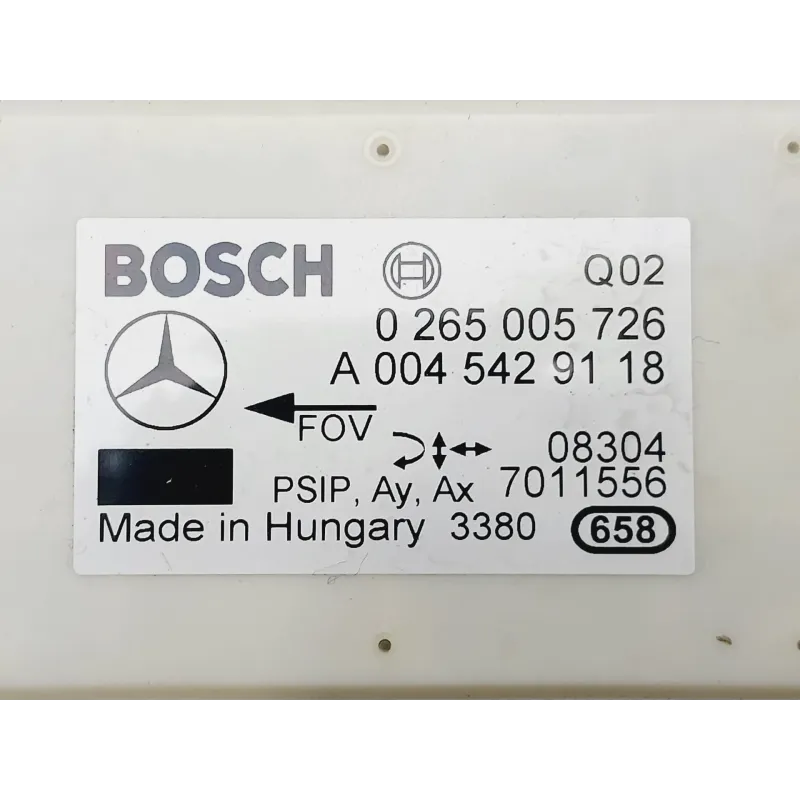 BOSCH Q02
0 265 005 726
A 004 542 91 18
FOV
08304
PSIP, Ay, Ax 7011556
Made in Hungary 3380 658